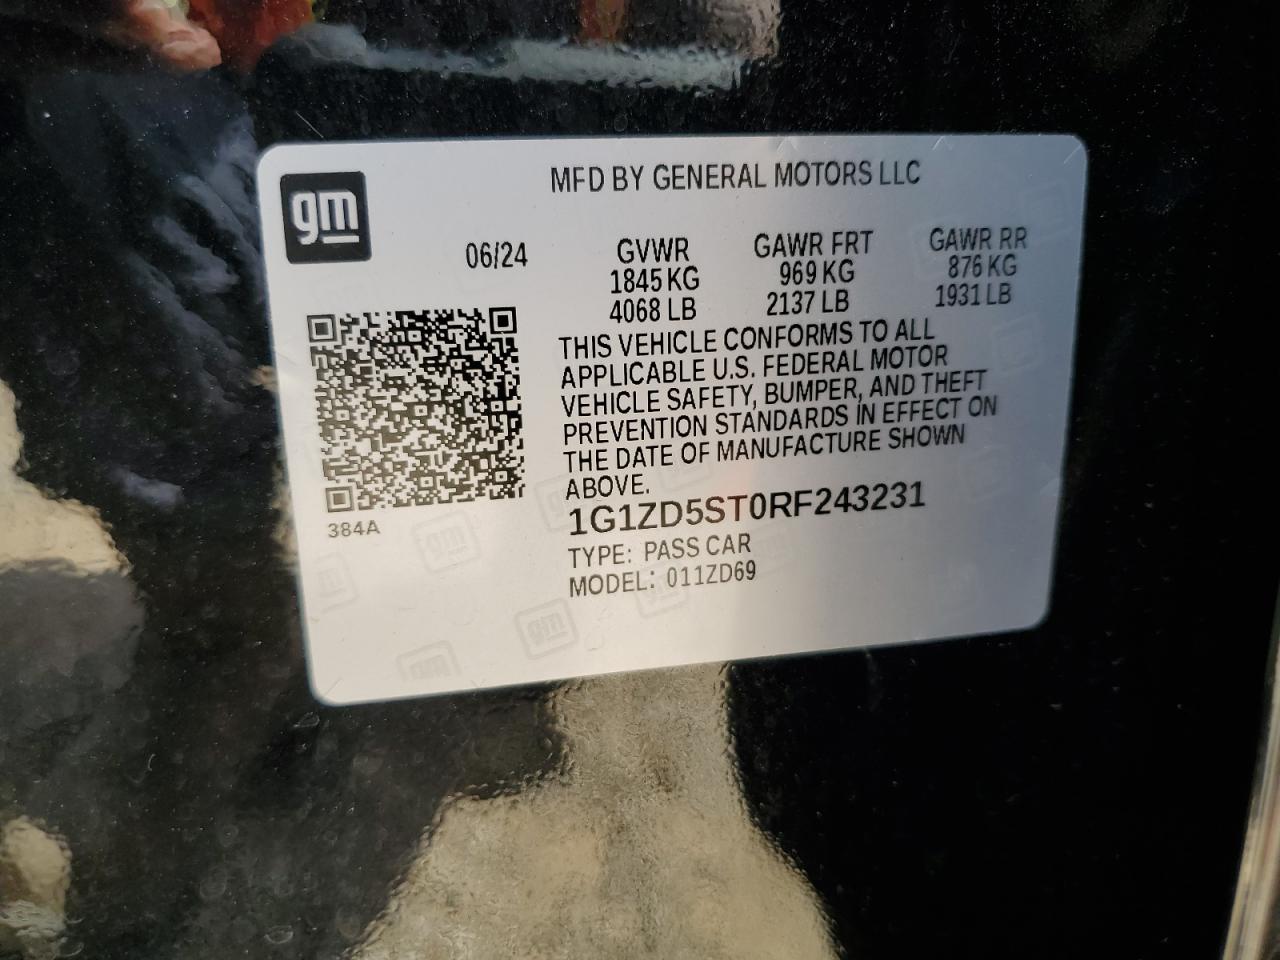 gm
MFD BY GENERAL MOTORS LLC
06/24
GVWR
1845 KG
4068 LB
GAWR FRT
969 KG
2137 LB
GAWR RR
876 KG
1931 LB
THIS VEHICLE CONFORMS TO ALL
APPLICABLE U.S. FEDERAL MOTOR
VEHICLE SAFETY, BUMPER, AND THEFT
PREVENTION STANDARDS IN EFFECT ON
THE DATE OF MANUFACTURE SHOWN
ABOVE.
384A
1G1ZD5ST0RF243231
TYPE: PASS CAR
MODEL: 011ZD69